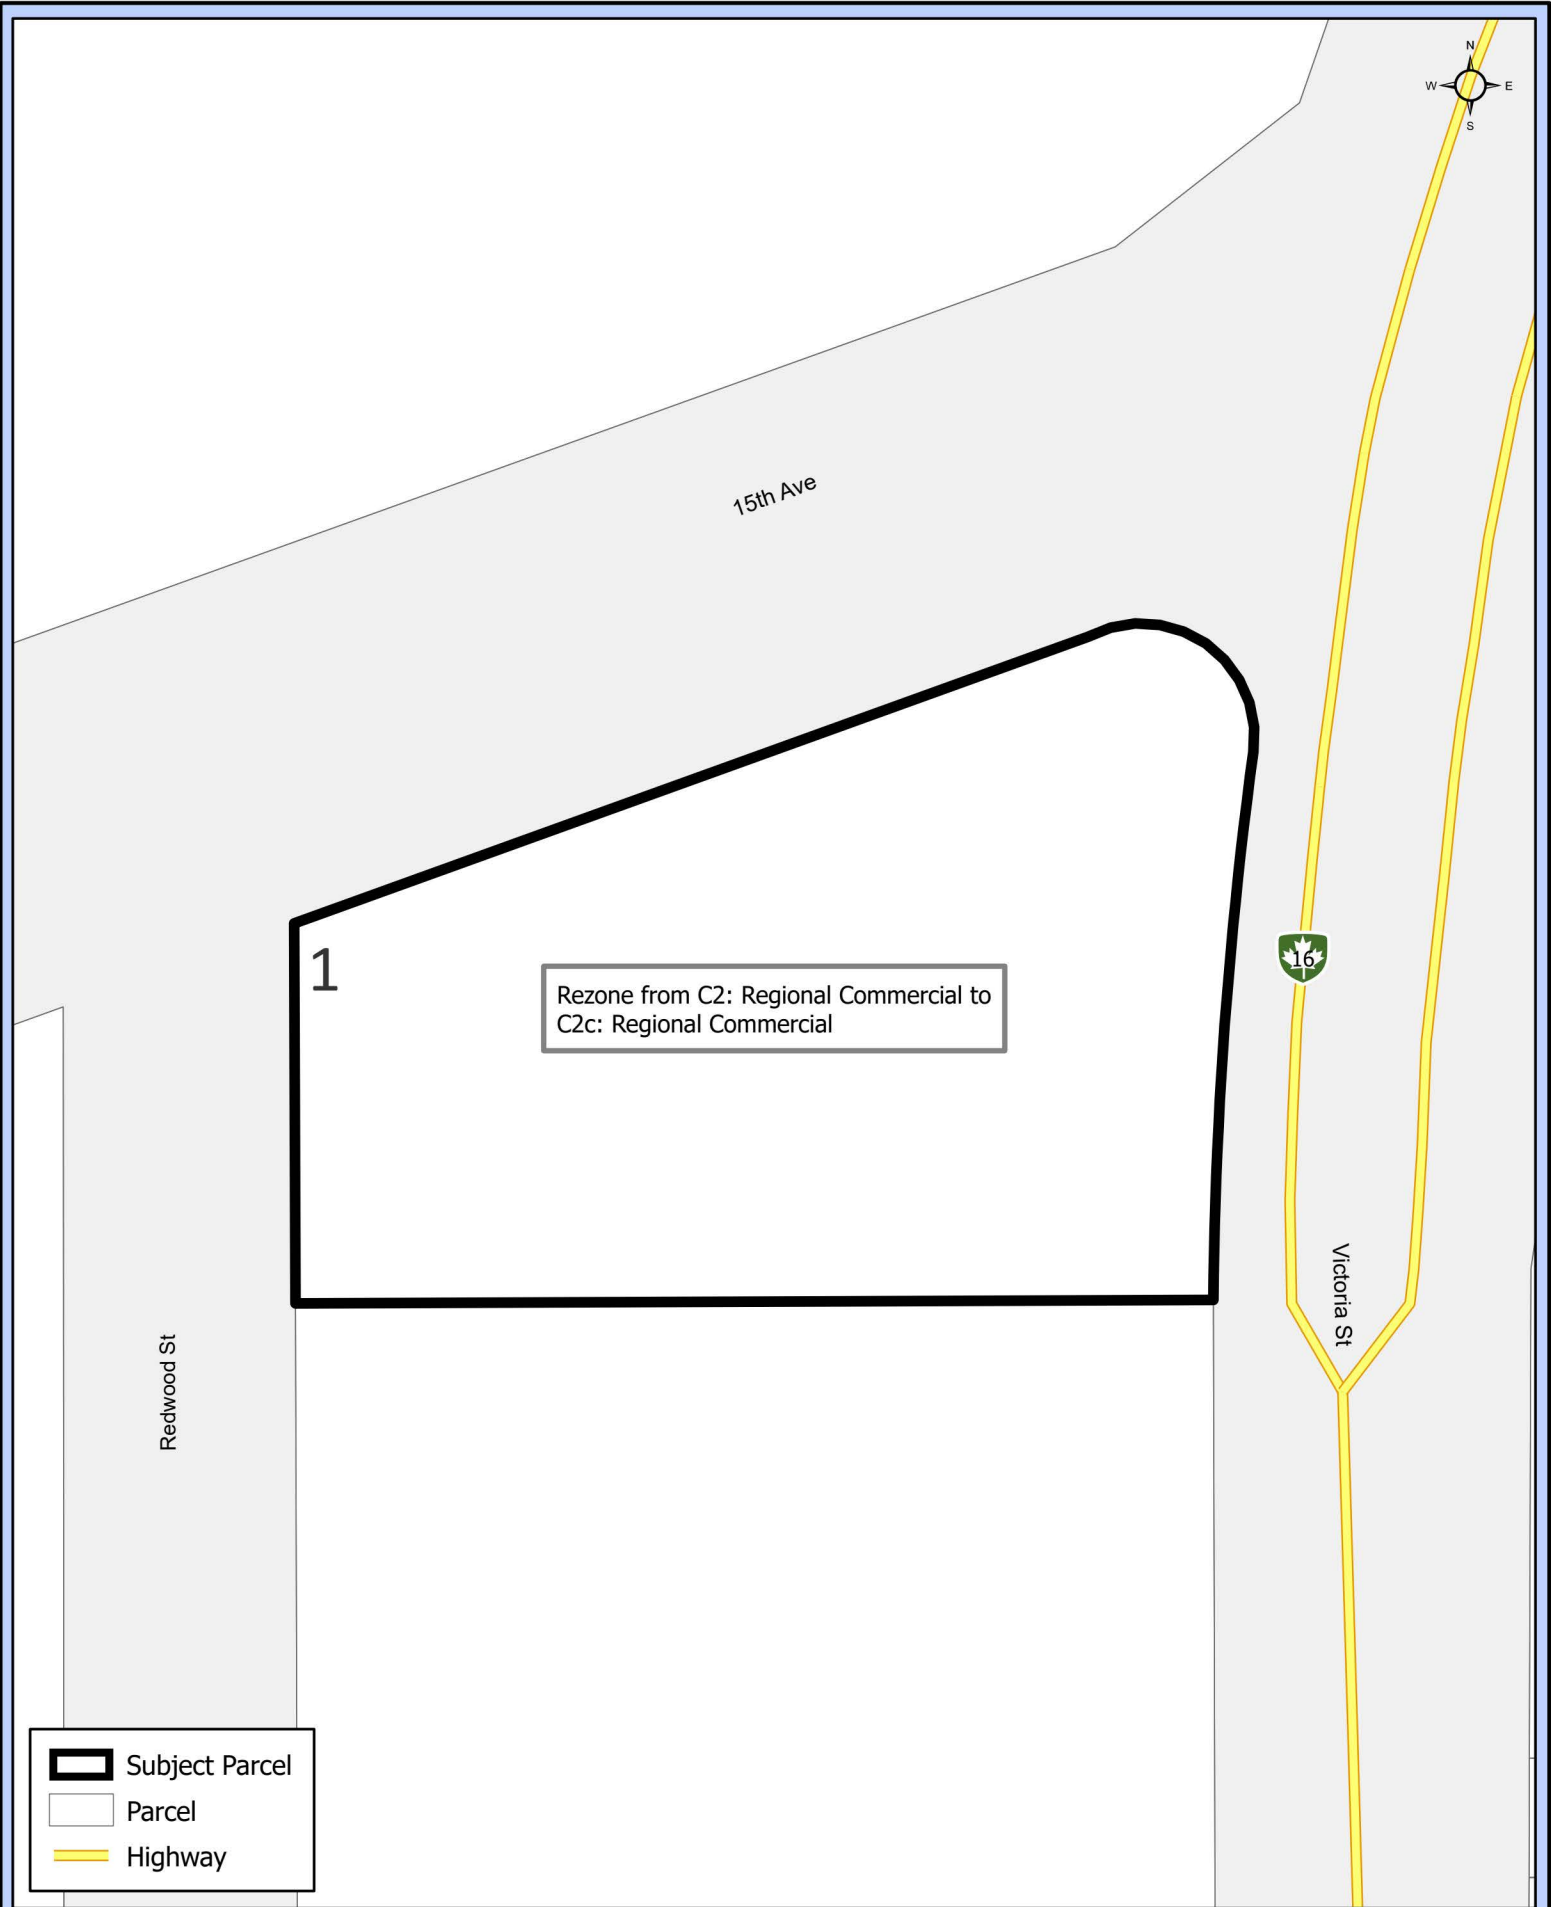 N
W
E
S
15th Ave
1
Rezone from C2: Regional Commercial to
C2c: Regional Commercial
16
Victoria St
Redwood St
Subject Parcel
Parcel
Highway